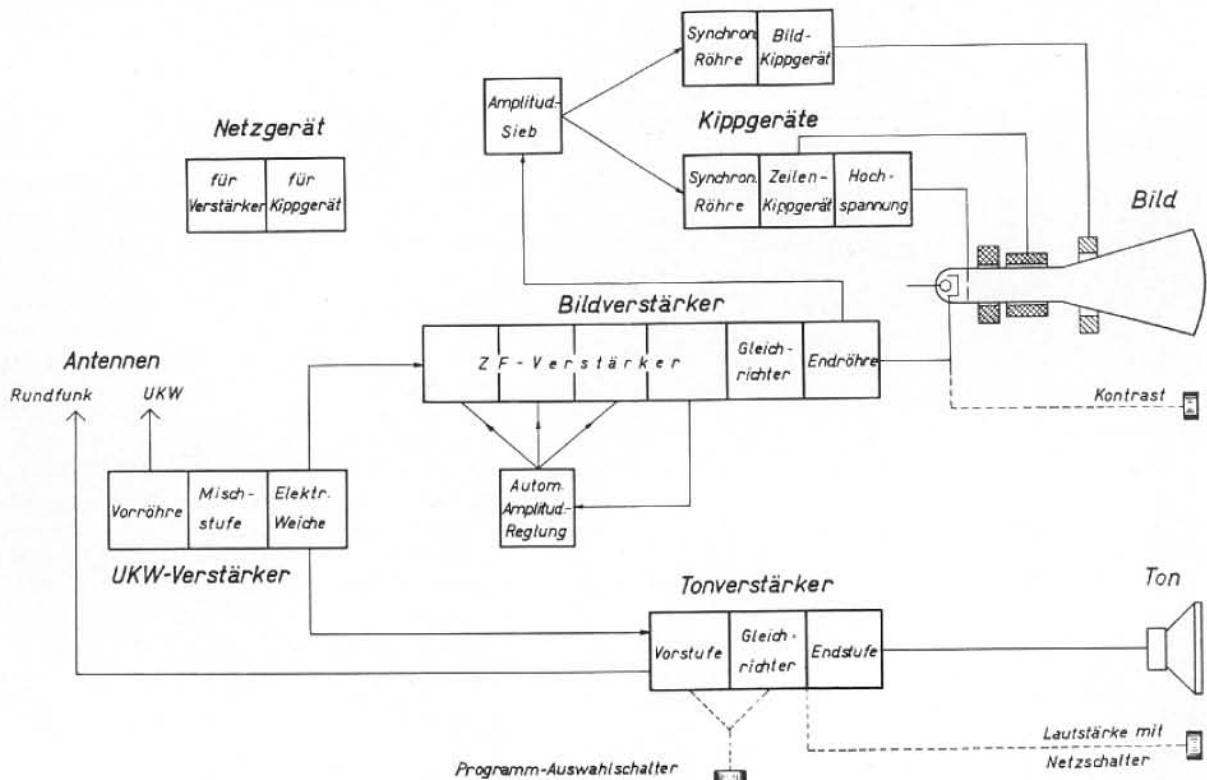 Synchron. Bild-
Röhre Kippgerät
Amplitud.-
Sieb
Netzgerät
Kippgeräte
für für
Verstärker Kippgerät
Synchron. Zeilen- Hoch-
Röhre Kippgerät spannung
Bild
Bildverstärker
Gleich-
ZF-Verstärker
richter Endröhre
Antennen
Rundfunk UKW
Kontrast
Misch- Elektr.
Vorröhre stufe Weiche
Autom.
Amplitud.-
Reglung
UKW-Verstärker
Tonverstärker
Ton
Gleich-
Vorstufe richter Endstufe
Lautstärke mit
Netzschalter
Programm-Auswahlschalter